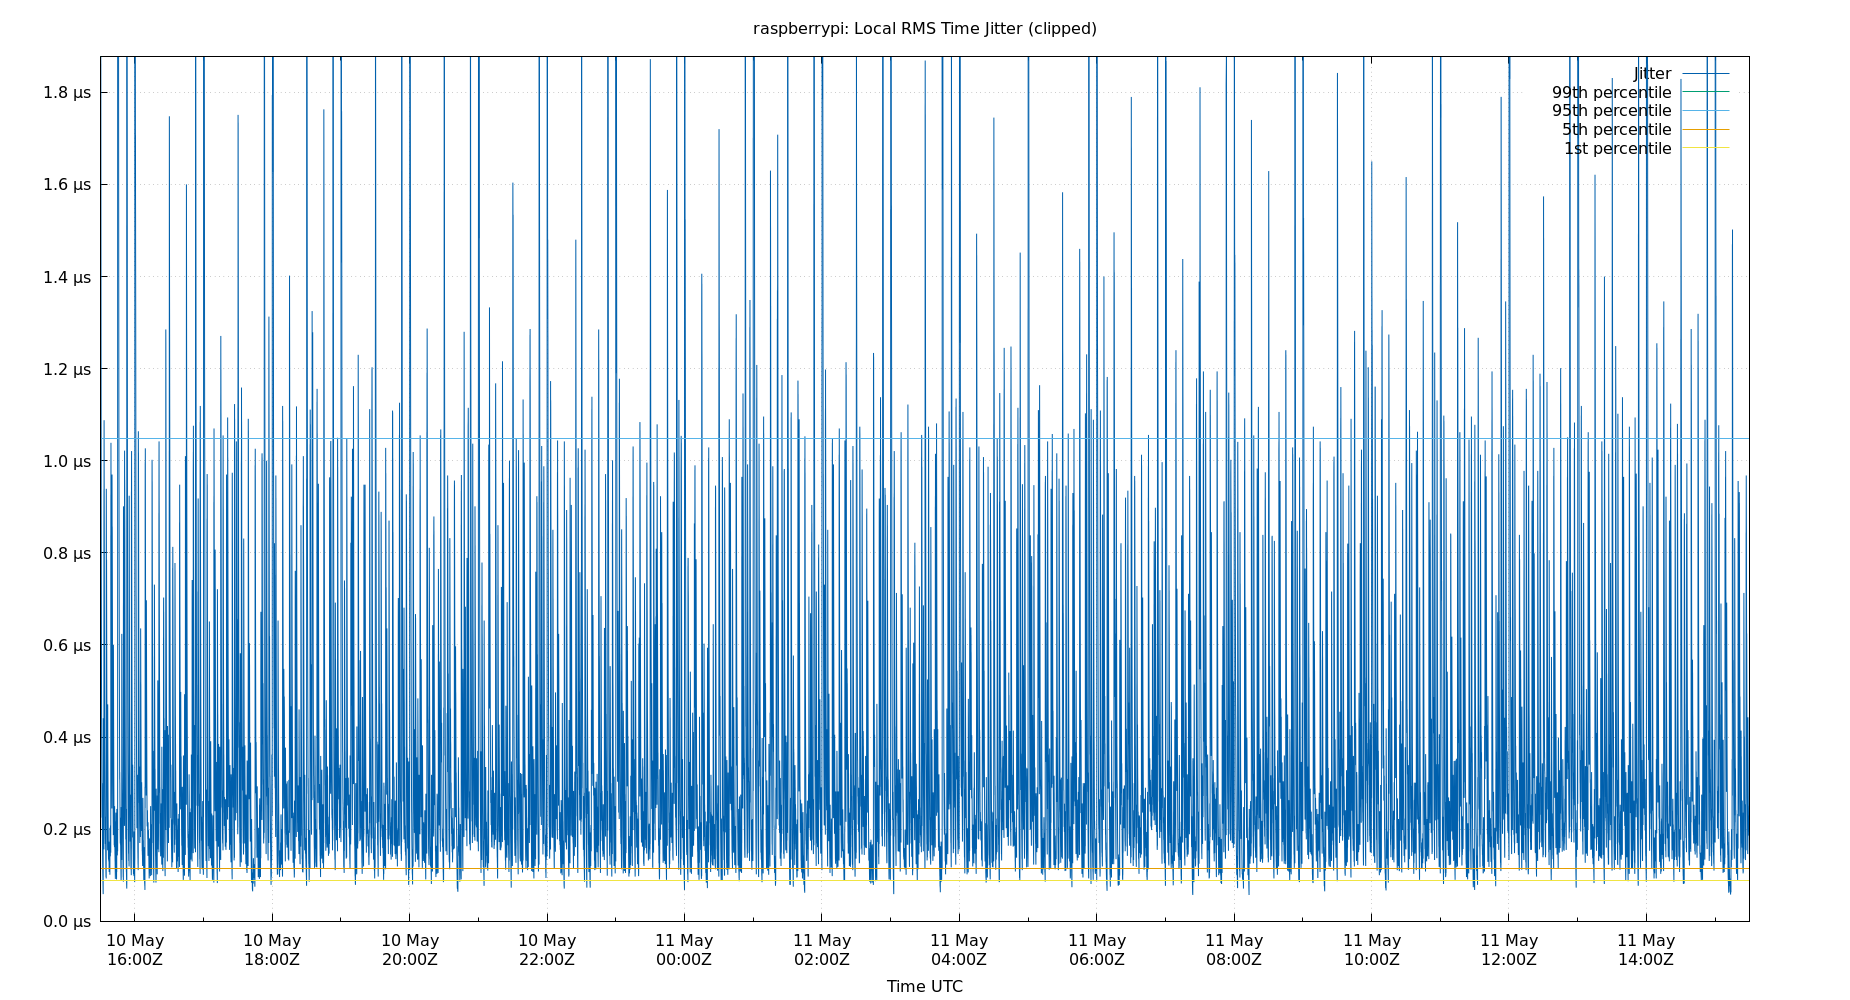 raspberrypi: Local RMS Time Jitter (clipped)
Jitter
99th percentile
95th percentile
5th percentile
1st percentile
1.8 μs
1.6 μs
1.4 μs
1.2 μs
1.0 μs
0.8 μs
0.6 μs
0.4 μs
0.2 μs
0.0 μs
10 May 10 May 10 May 10 May 11 May 11 May 11 May 11 May 11 May 11 May 11 May 11 May
16:00Z 18:00Z 20:00Z 22:00Z 00:00Z 02:00Z 04:00Z 06:00Z 08:00Z 10:00Z 12:00Z 14:00Z
Time UTC